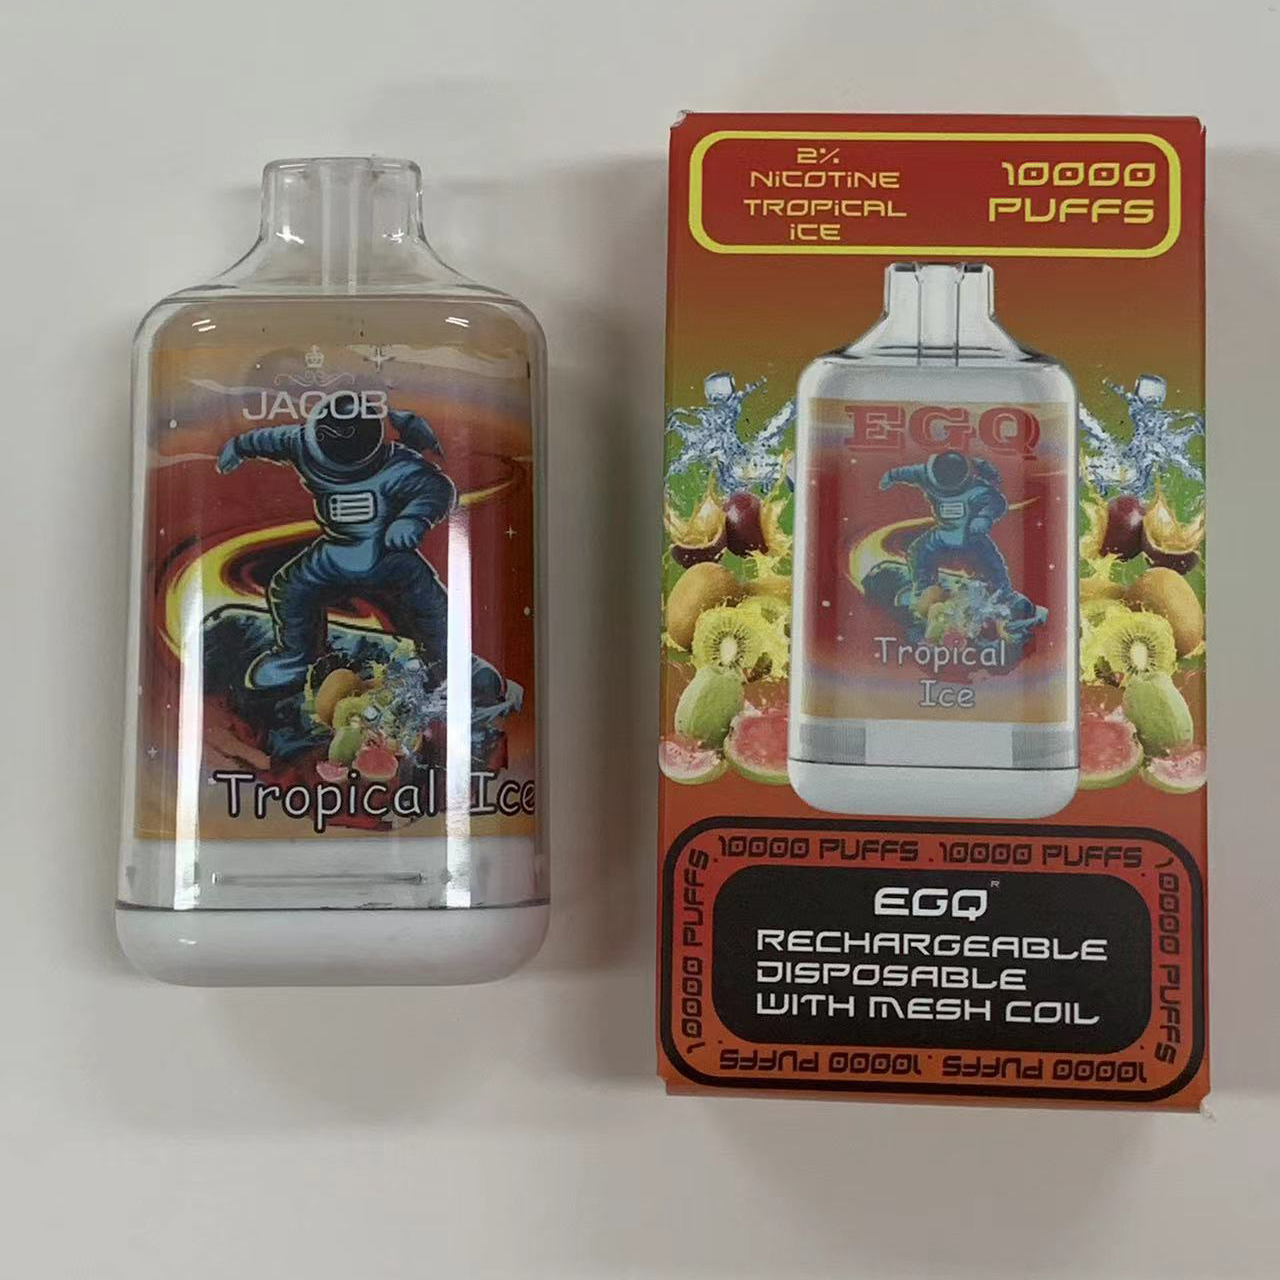 JACOB
Tropical Ice
2%
NiCOTiNE
TROPiCAL
iCE
10000
PUFFS
EGQ
Tropical
Ice
10000 PUFFS . 10000 PUFFS .
10000 PUFFS
10000 PUFFS .
10000 PUFFS . 10000 PUFFS .
EGQ R
RECHARGEABLE
DISPOSABLE
WITH MESH COIL